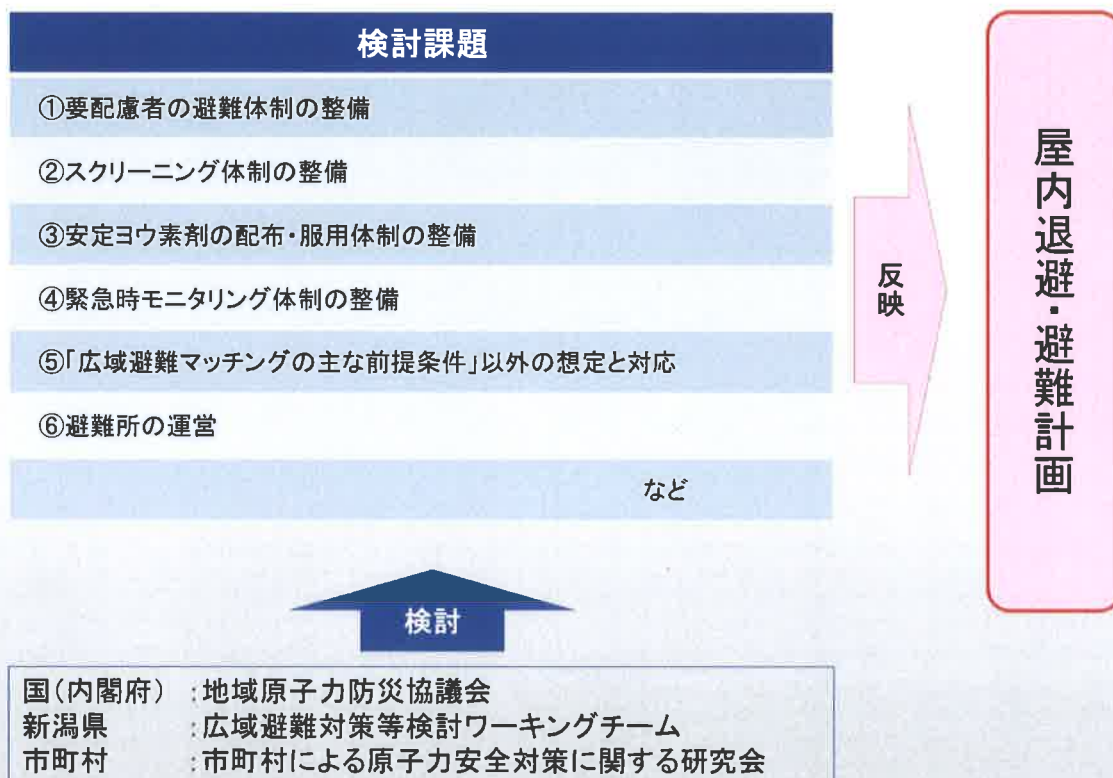 検討課題
①要配慮者の避難体制の整備
②スクリーニング体制の整備
③安定ヨウ素剤の配布・服用体制の整備
④緊急時モニタリング体制の整備
⑤「広域避難マッチングの主な前提条件」以外の想定と対応
⑥避難所の運営
など
反映
屋内退避・避難計画
検討
国(内閣府) :地域原子力防災協議会
新潟県 :広域避難対策等検討ワーキングチーム
市町村 :市町村による原子力安全対策に関する研究会